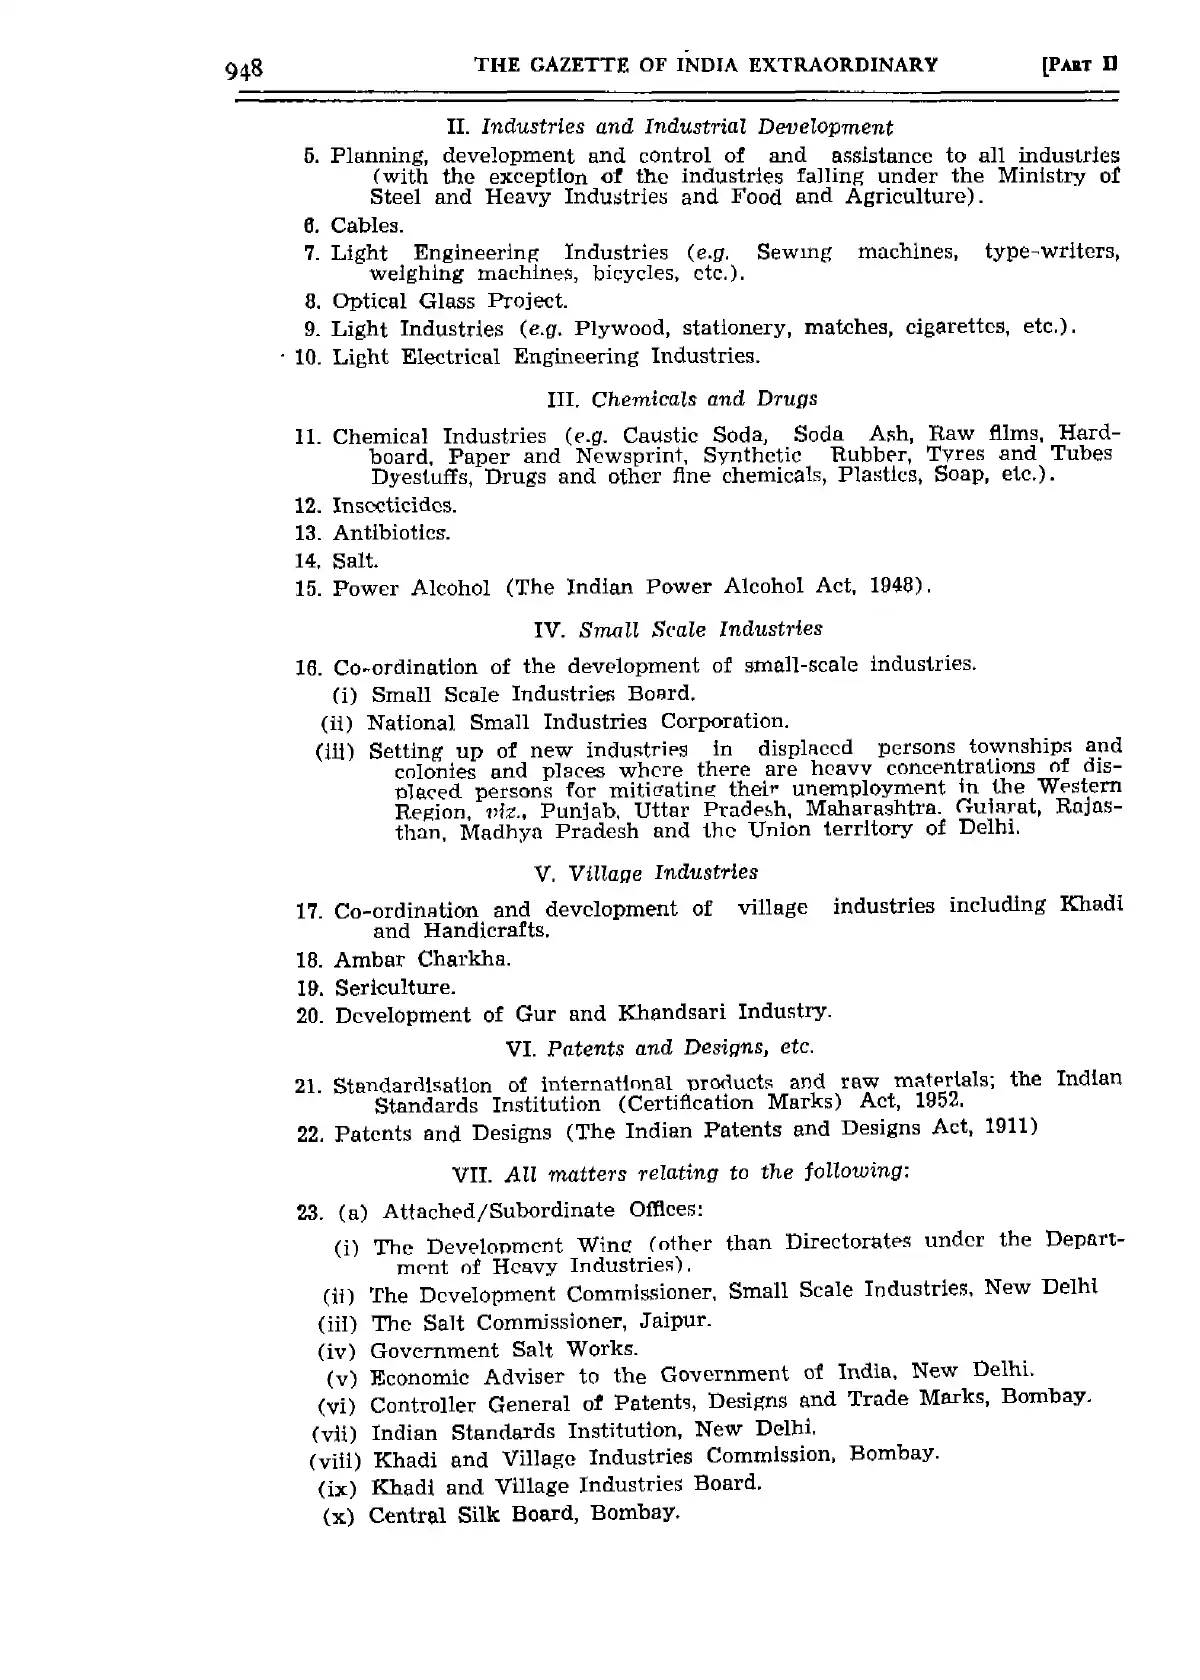 948 THE GAZETTE OF INDIA EXTRAORDINARY [PART II
II. Industries and Industrial Development
5. Planning, development and control of and assistance to all industries
(with the exception of the industries falling under the Ministry of
Steel and Heavy Industries and Food and Agriculture).
6. Cables.
7. Light Engineering Industries (e.g. Sewing machines, type-writers,
weighing machines, bicycles, etc.).
8. Optical Glass Project.
9. Light Industries (e.g. Plywood, stationery, matches, cigarettes, etc.).
10. Light Electrical Engineering Industries.
III. Chemicals and Drugs
11. Chemical Industries (e.g. Caustic Soda, Soda Ash, Raw films, Hard-
board, Paper and Newsprint, Synthetic Rubber, Tyres and Tubes
Dyestuffs, Drugs and other fine chemicals, Plastics, Soap, etc.).
12. Insecticides.
13. Antibiotics.
14. Salt.
15. Power Alcohol (The Indian Power Alcohol Act, 1948).
IV. Small Scale Industries
16. Co-ordination of the development of small-scale industries.
(i) Small Scale Industries Board.
(ii) National Small Industries Corporation.
(iii) Setting up of new industries in displaced persons townships and
colonies and places where there are heavy concentrations of dis-
placed persons for mitigating their unemployment in the Western
Region, viz., Punjab, Uttar Pradesh, Maharashtra. Gujarat, Rajas-
than, Madhya Pradesh and the Union territory of Delhi.
V. Village Industries
17. Co-ordination and development of village industries including Khadi
and Handicrafts.
18. Ambar Charkha.
19. Sericulture.
20. Development of Gur and Khandsari Industry.
VI. Patents and Designs, etc.
21. Standardisation of international products and raw materials; the Indian
Standards Institution (Certification Marks) Act, 1952.
22. Patents and Designs (The Indian Patents and Designs Act, 1911)
VII. All matters relating to the following:
23. (a) Attached/Subordinate Offices:
(i) The Development Wing (other than Directorates under the Depart-
ment of Heavy Industries).
(ii) The Development Commissioner, Small Scale Industries, New Delhi
(iii) The Salt Commissioner, Jaipur.
(iv) Government Salt Works.
(v) Economic Adviser to the Government of India, New Delhi.
(vi) Controller General of Patents, Designs and Trade Marks, Bombay.
(vii) Indian Standards Institution, New Delhi.
(viii) Khadi and Village Industries Commission, Bombay.
(ix) Khadi and Village Industries Board.
(x) Central Silk Board, Bombay.